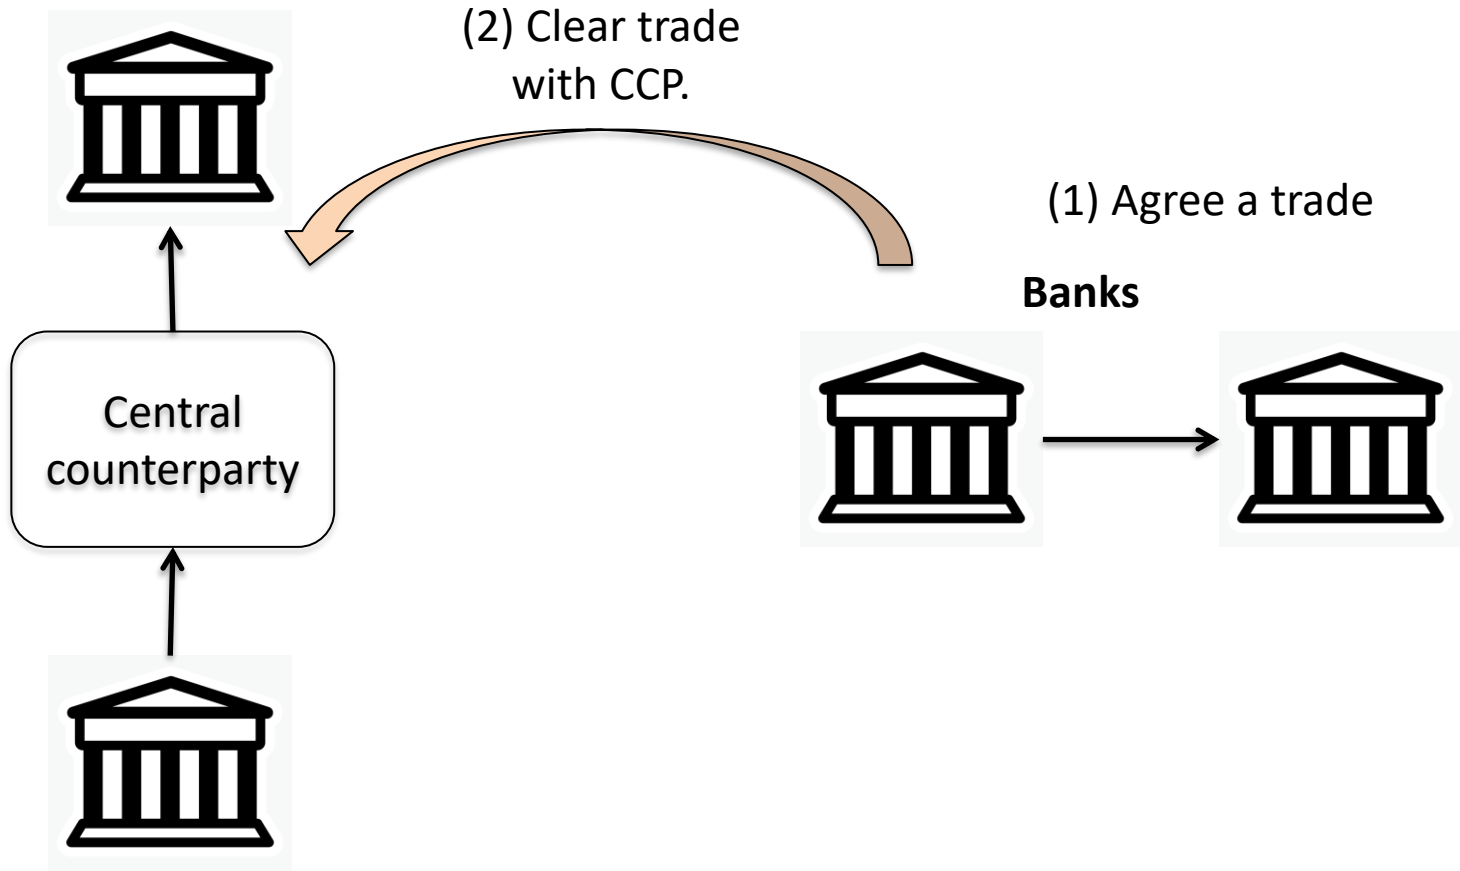 (2) Clear trade
with CCP.
(1) Agree a trade
Banks
Central
counterparty